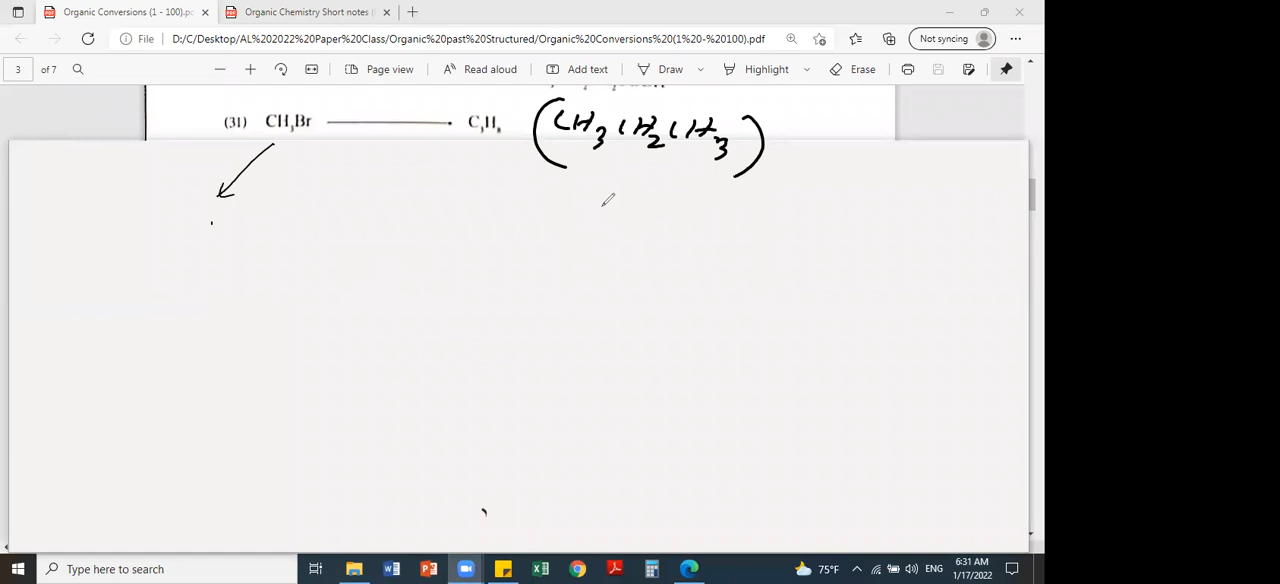 Organic Conversions (1 - 100).pd
Organic Chemistry Short notes (
File
D:/C/Desktop/AL%202022%20Paper%20Class/Organic%20past%20Structured/Organic%20Conversions%20(1%20-%20100).pdf
Not syncing
3 of 7
Page view
Read aloud
Add text
Draw
Highlight
Erase
(31) CH₃Br C₃H₈ (CH₃CH₂CH₃)
Type here to search
75°F
ENG
6:31 AM
1/17/2022